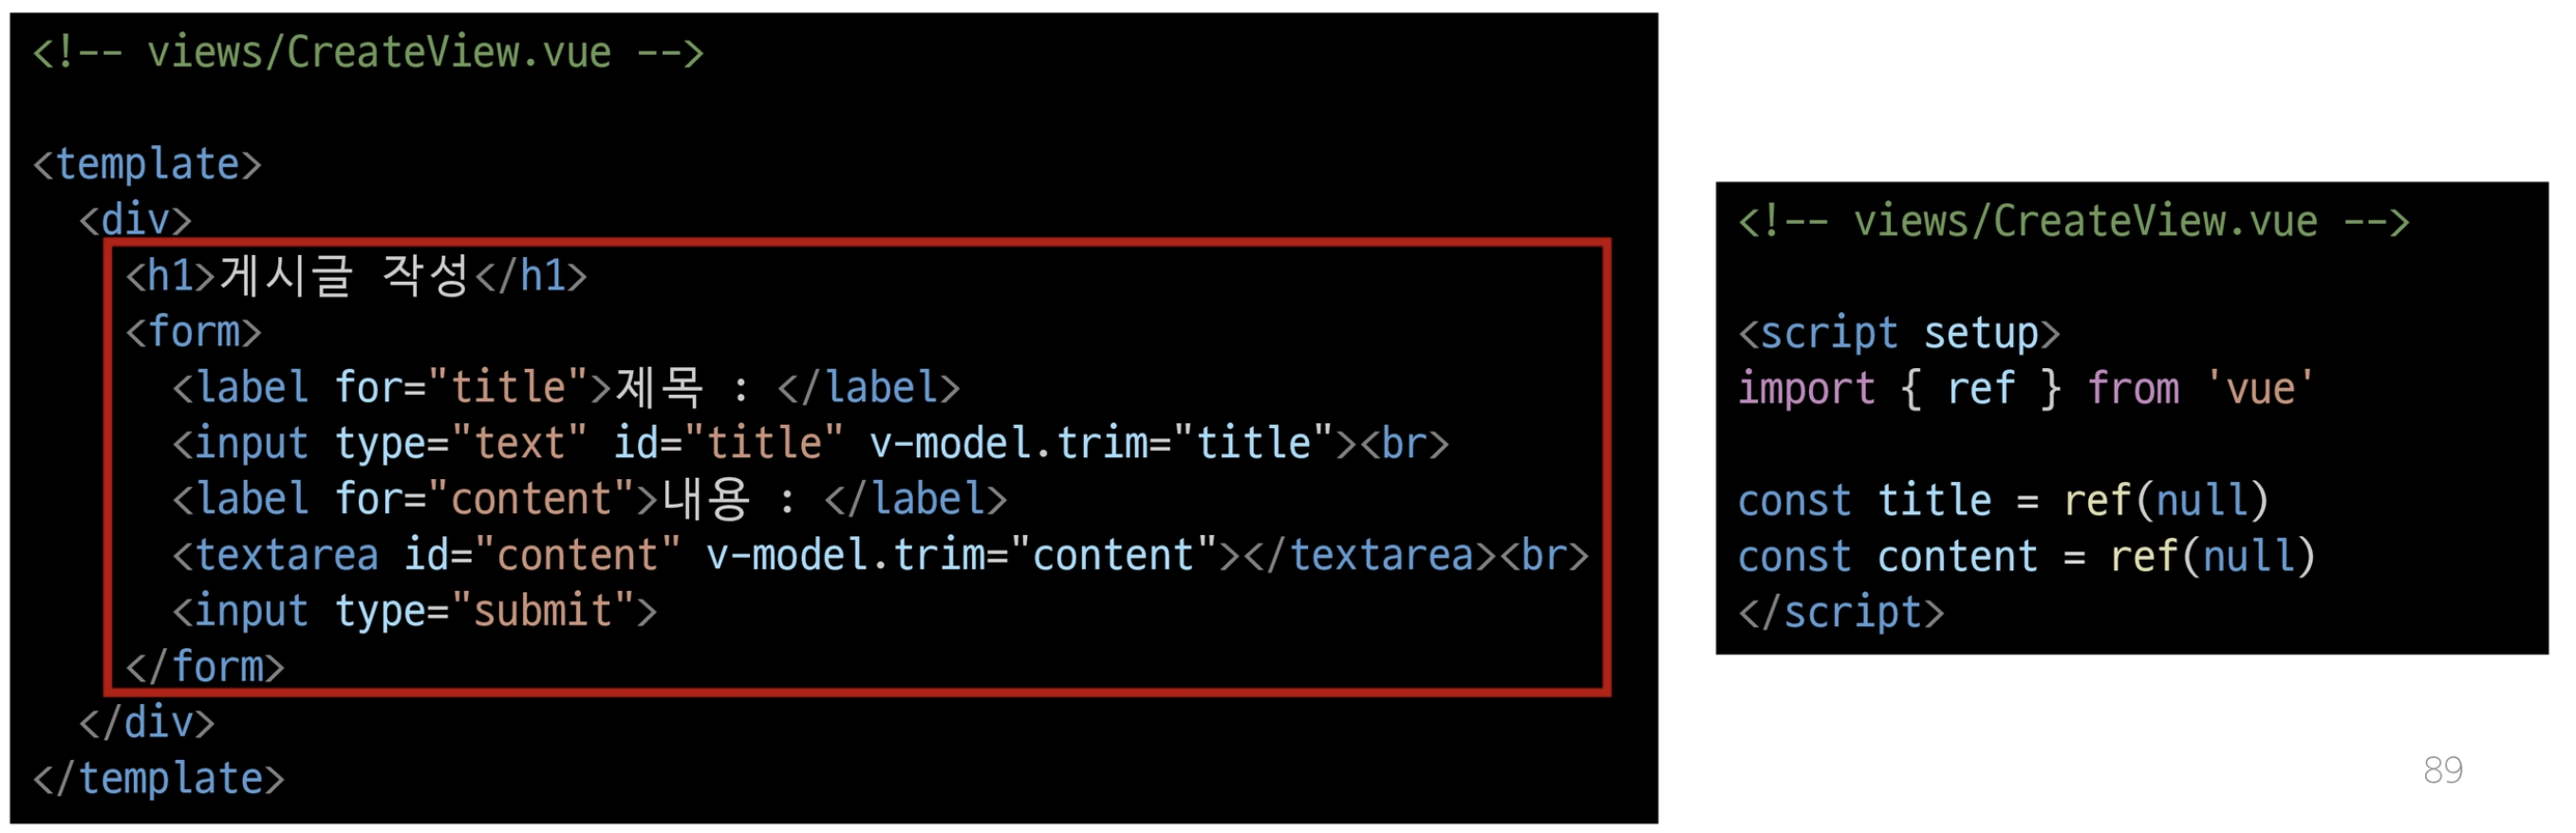 <!-- views/CreateView.vue -->
<template>
  <div>
    <h1>게시글 작성</h1>
    <form>
      <label for="title">제목 : </label>
      <input type="text" id="title" v-model.trim="title"><br>
      <label for="content">내용 : </label>
      <textarea id="content" v-model.trim="content"></textarea><br>
      <input type="submit">
    </form>
  </div>
</template>
<!-- views/CreateView.vue -->
<script setup>
import { ref } from 'vue'
const title = ref(null)
const content = ref(null)
</script>
89